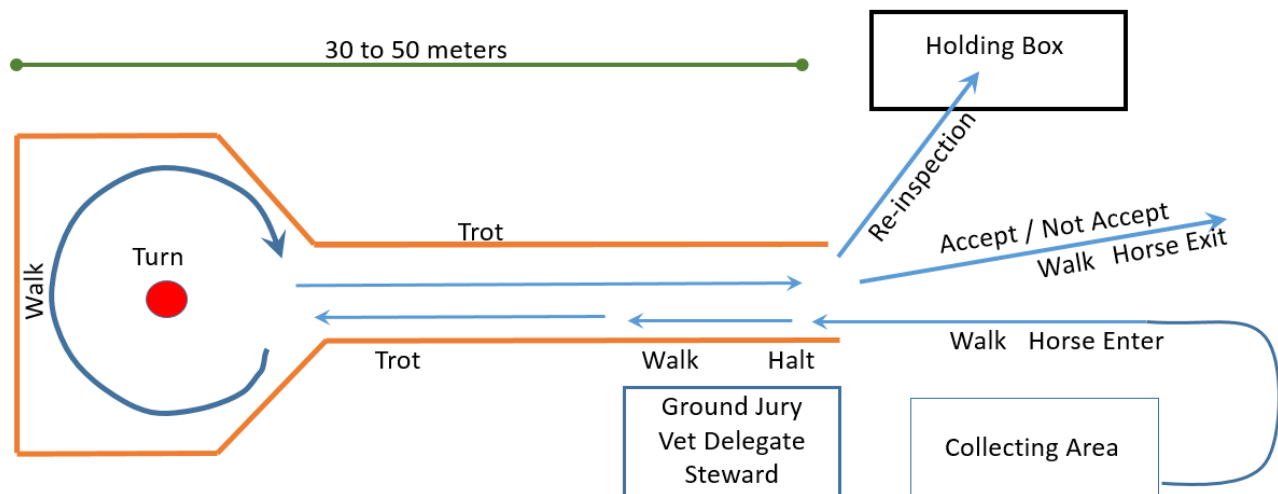 30 to 50 meters
Holding Box
Re-inspection
Accept / Not Accept
Walk Horse Exit
Trot
Turn
Walk
Walk Horse Enter
Trot
Walk
Halt
Ground Jury
Vet Delegate
Steward
Collecting Area